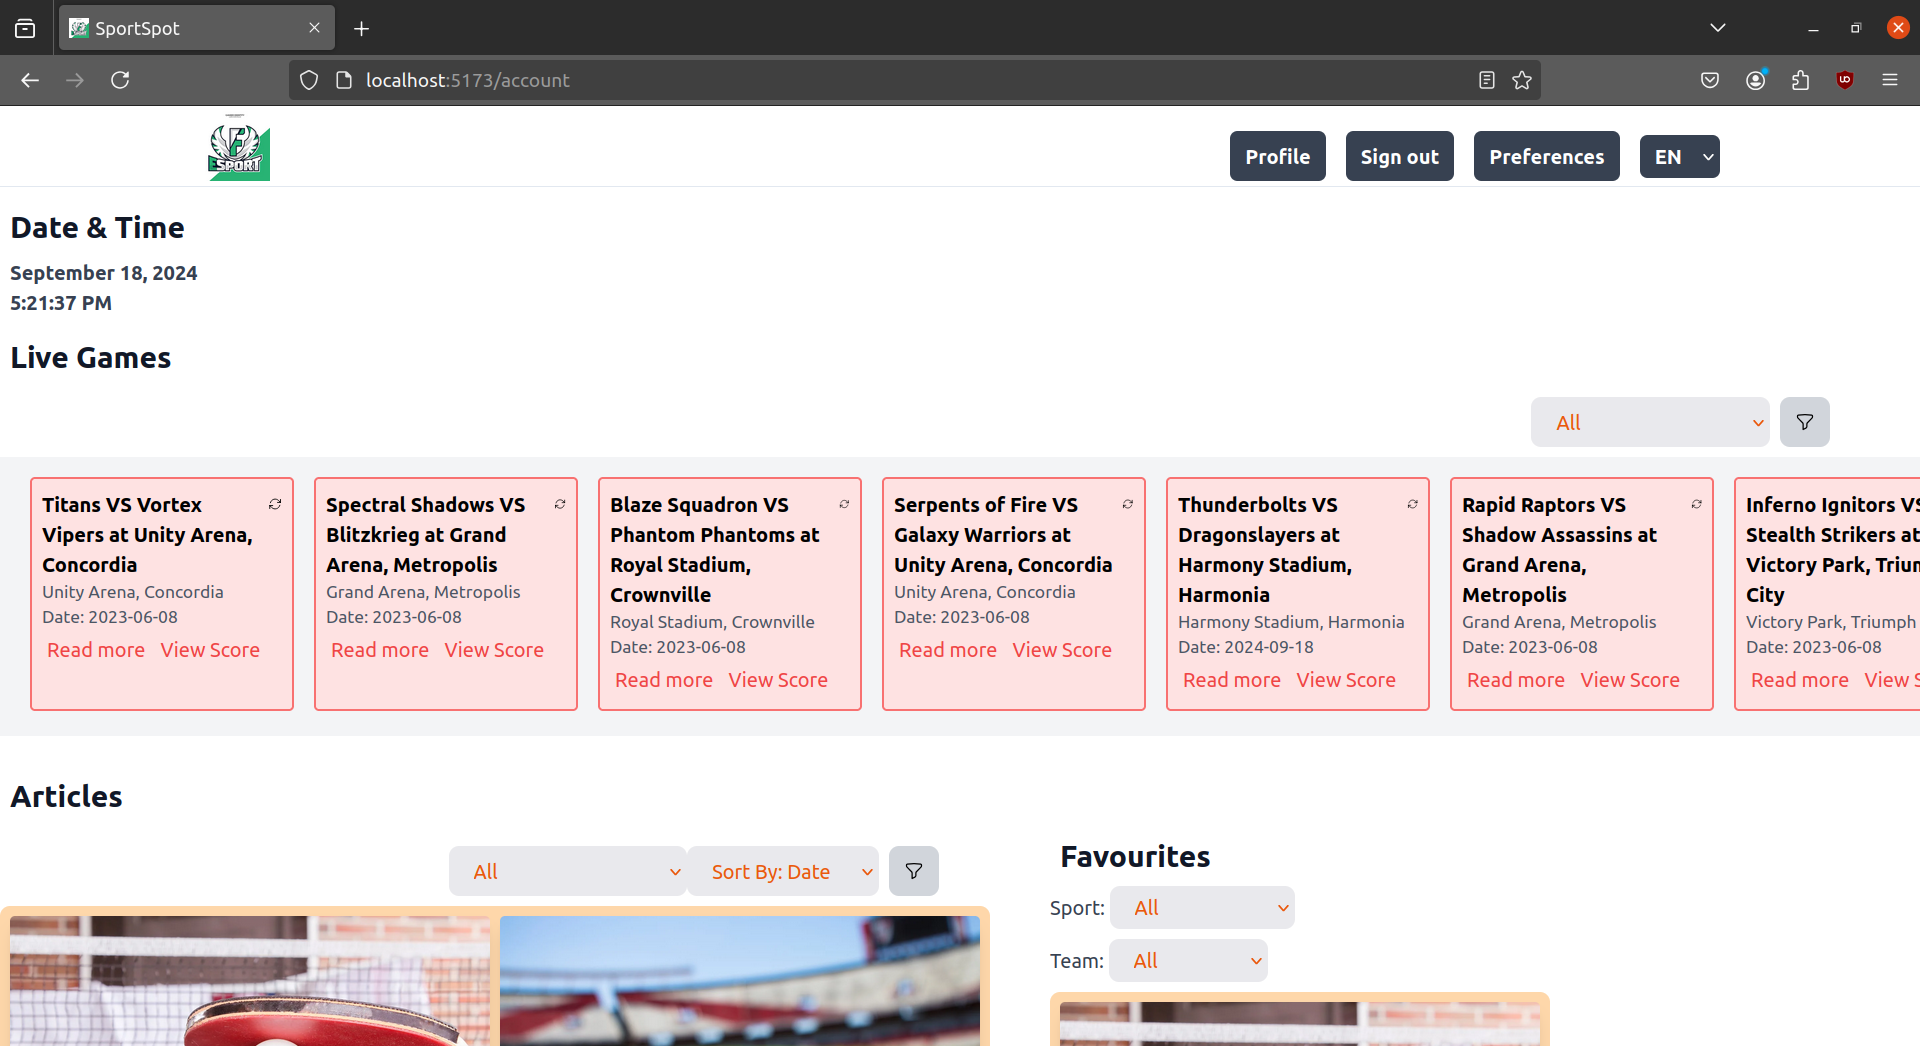 SportSpot
localhost:5173/account
ESPORT
Profile
Sign out
Preferences
EN
Date & Time
September 18, 2024
5:21:37 PM
Live Games
All
Titans VS Vortex
Vipers at Unity Arena,
Concordia
Unity Arena, Concordia
Date: 2023-06-08
Read more View Score
Spectral Shadows VS
Blitzkrieg at Grand
Arena, Metropolis
Grand Arena, Metropolis
Date: 2023-06-08
Read more View Score
Blaze Squadron VS
Phantom Phantoms at
Royal Stadium,
Crownville
Royal Stadium, Crownville
Date: 2023-06-08
Read more View Score
Serpents of Fire VS
Galaxy Warriors at
Unity Arena, Concordia
Unity Arena, Concordia
Date: 2023-06-08
Read more View Score
Thunderbolts VS
Dragonslayers at
Harmony Stadium,
Harmonia
Harmony Stadium, Harmonia
Date: 2024-09-18
Read more View Score
Rapid Raptors VS
Shadow Assassins at
Grand Arena,
Metropolis
Grand Arena, Metropolis
Date: 2023-06-08
Read more View Score
Inferno Ignitors VS
Stealth Strikers at
Victory Park, Trium
City
Victory Park, Triumph
Date: 2023-06-08
Read more View S
Articles
All
Sort By: Date
Favourites
Sport: All
Team: All